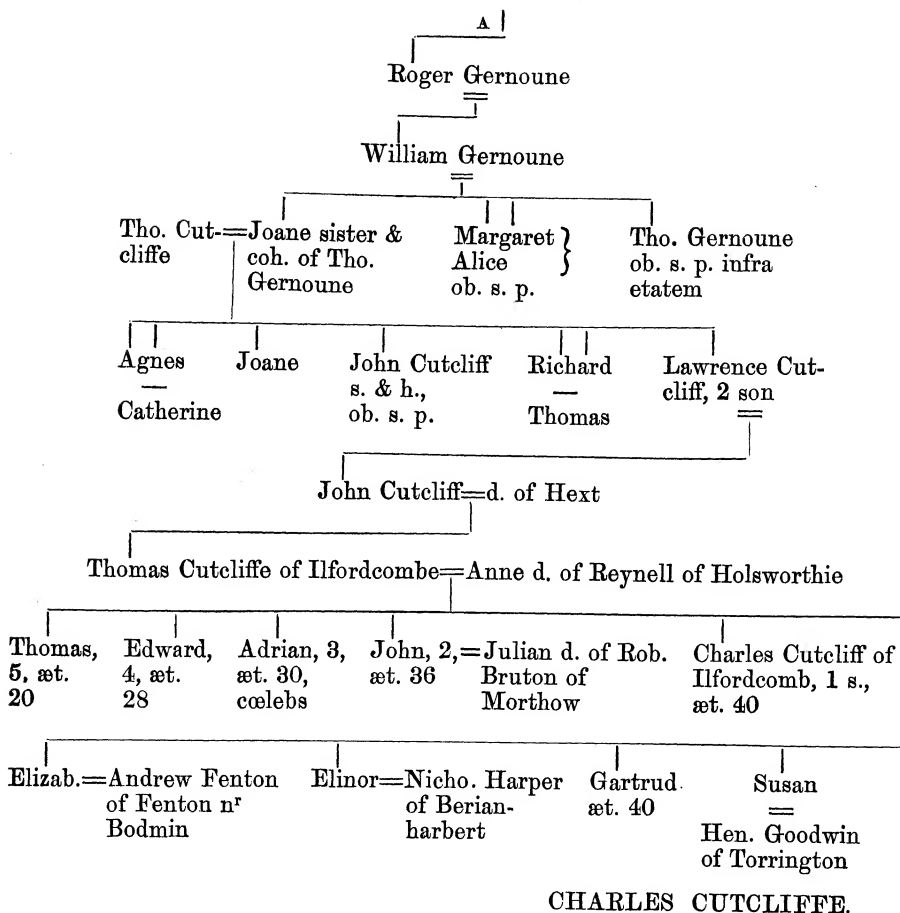 A
Roger Gernoune
William Gernoune
Tho. Cut-
cliffe
Joane sister &
coh. of Tho.
Gernoune
Margaret
Alice
ob. s. p.
Tho. Gernoune
ob. s. p. infra
etatem
Agnes
Catherine
Joane
John Cutcliff
s. & h.,
ob. s. p.
Richard
Thomas
Lawrence Cut-
cliff, 2 son
John Cutcliff=d. of Hext
Thomas Cutcliffe of Ilfordcombe=Anne d. of Reynell of Holsworthie
Thomas,
5, æt.
20
Edward,
4, æt.
28
Adrian, 3,
æt. 30,
cœlebs
John, 2,=
æt. 36
Julian d. of Rob.
Bruton of
Morthow
Charles Cutcliff of
Ilfordcomb, 1 s.,
æt. 40
Elizab.=Andrew Fenton
of Fenton nʳ
Bodmin
Elinor=Nicho. Harper
of Berian-
harbert
Gartrud
æt. 40
Susan
=
Hen. Goodwin
of Torrington
CHARLES CUTCLIFFE.